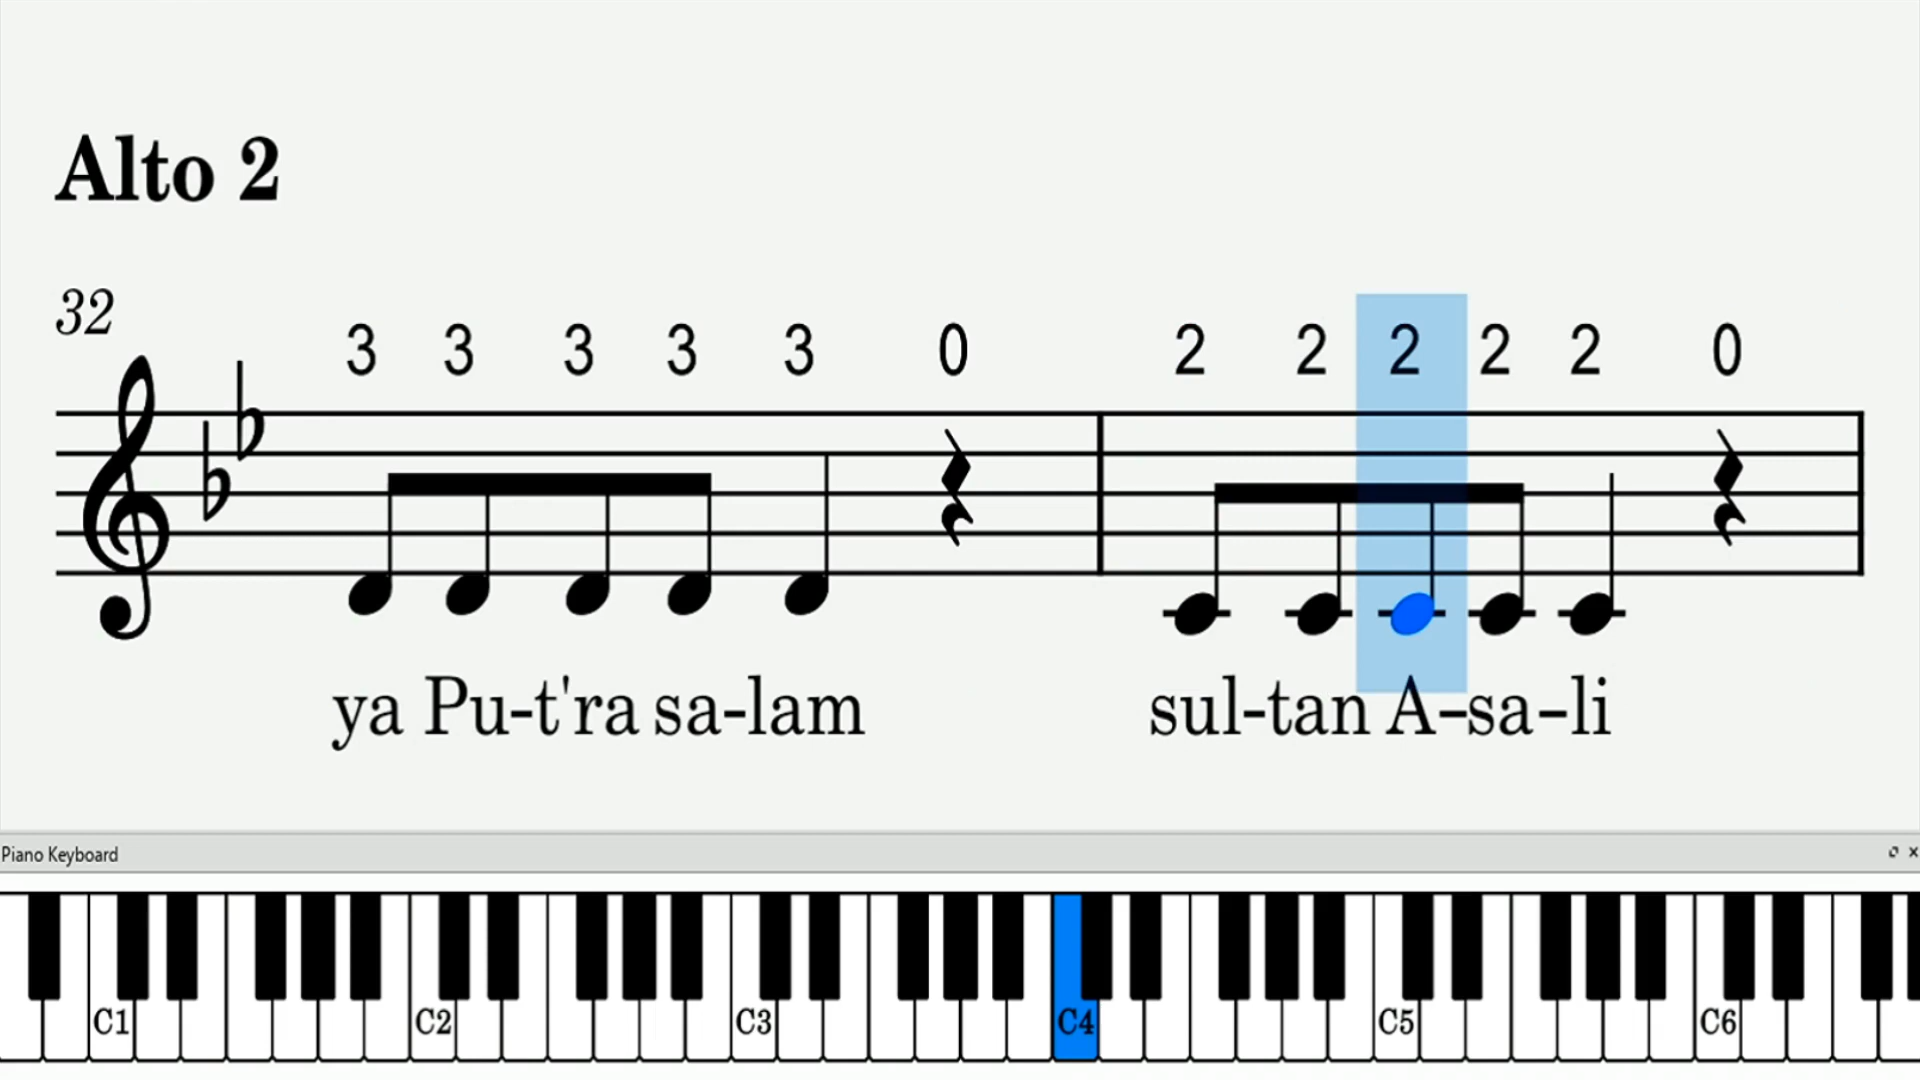 Alto 2
32
3 3 3 3 3 0 2 2 2 2 2 0
ya Pu-t'ra sa-lam sul-tan A-sa-li
Piano Keyboard
C1 C2 C3 C4 C5 C6